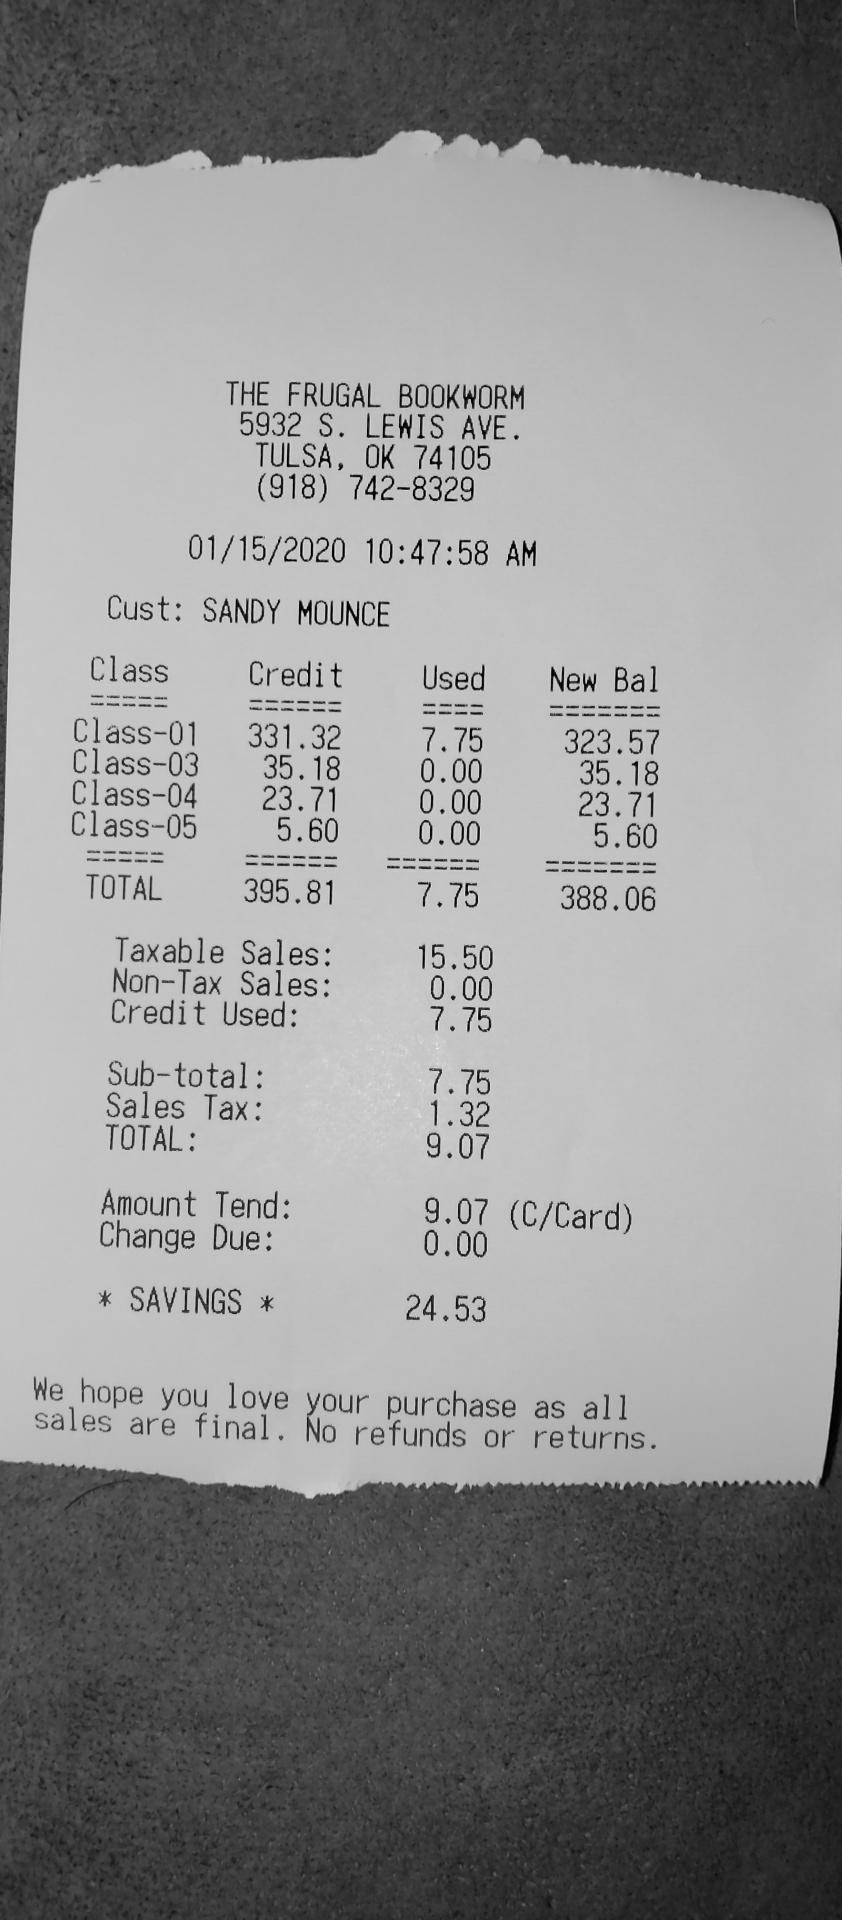 THE FRUGAL BOOKWORM
5932 S. LEWIS AVE.
TULSA, OK 74105
(918) 742-8329
01/15/2020 10:47:58 AM
Cust: SANDY MOUNCE
Class Credit Used New Bal
===== ====== ==== =======
Class-01 331.32 7.75 323.57
Class-03 35.18 0.00 35.18
Class-04 23.71 0.00 23.71
Class-05 5.60 0.00 5.60
===== ====== ====== =======
TOTAL 395.81 7.75 388.06
Taxable Sales: 15.50
Non-Tax Sales: 0.00
Credit Used: 7.75
Sub-total: 7.75
Sales Tax: 1.32
TOTAL: 9.07
Amount Tend: 9.07 (C/Card)
Change Due: 0.00
* SAVINGS * 24.53
We hope you love your purchase as all
sales are final. No refunds or returns.